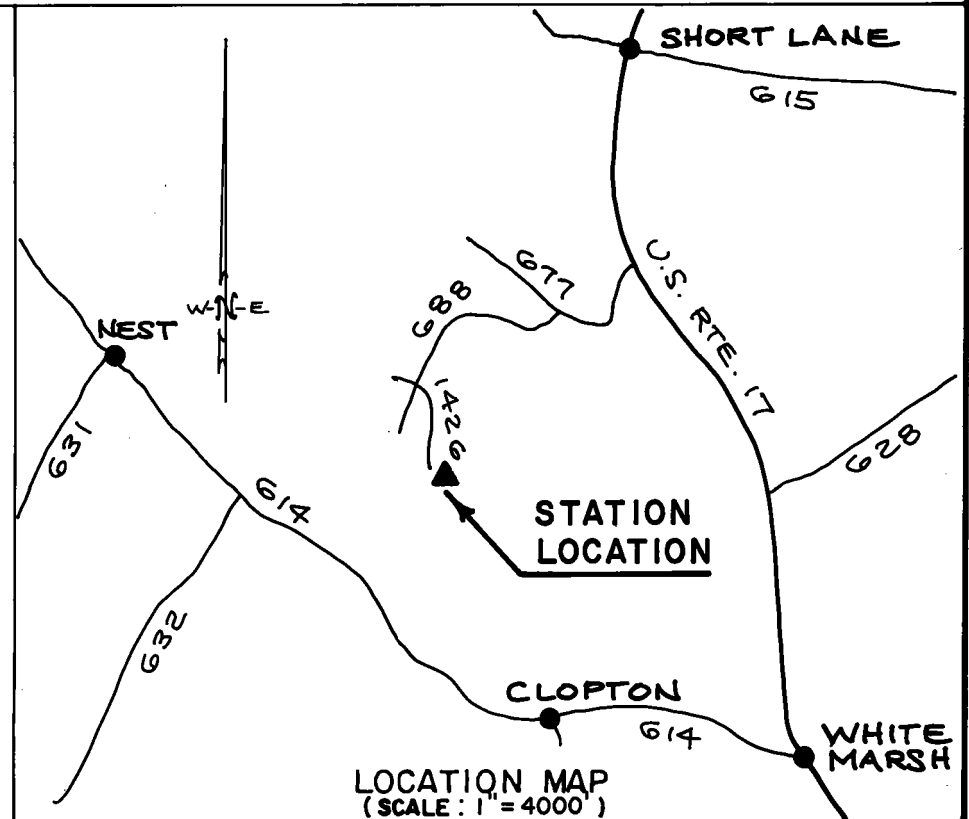 SHORT LANE
615
677
U.S. RTE. 17
688
W-N-E
NEST
1426
631
628
614
STATION
LOCATION
632
CLOPTON
614
WHITE
MARSH
LOCATION MAP
(SCALE: 1"=4000')